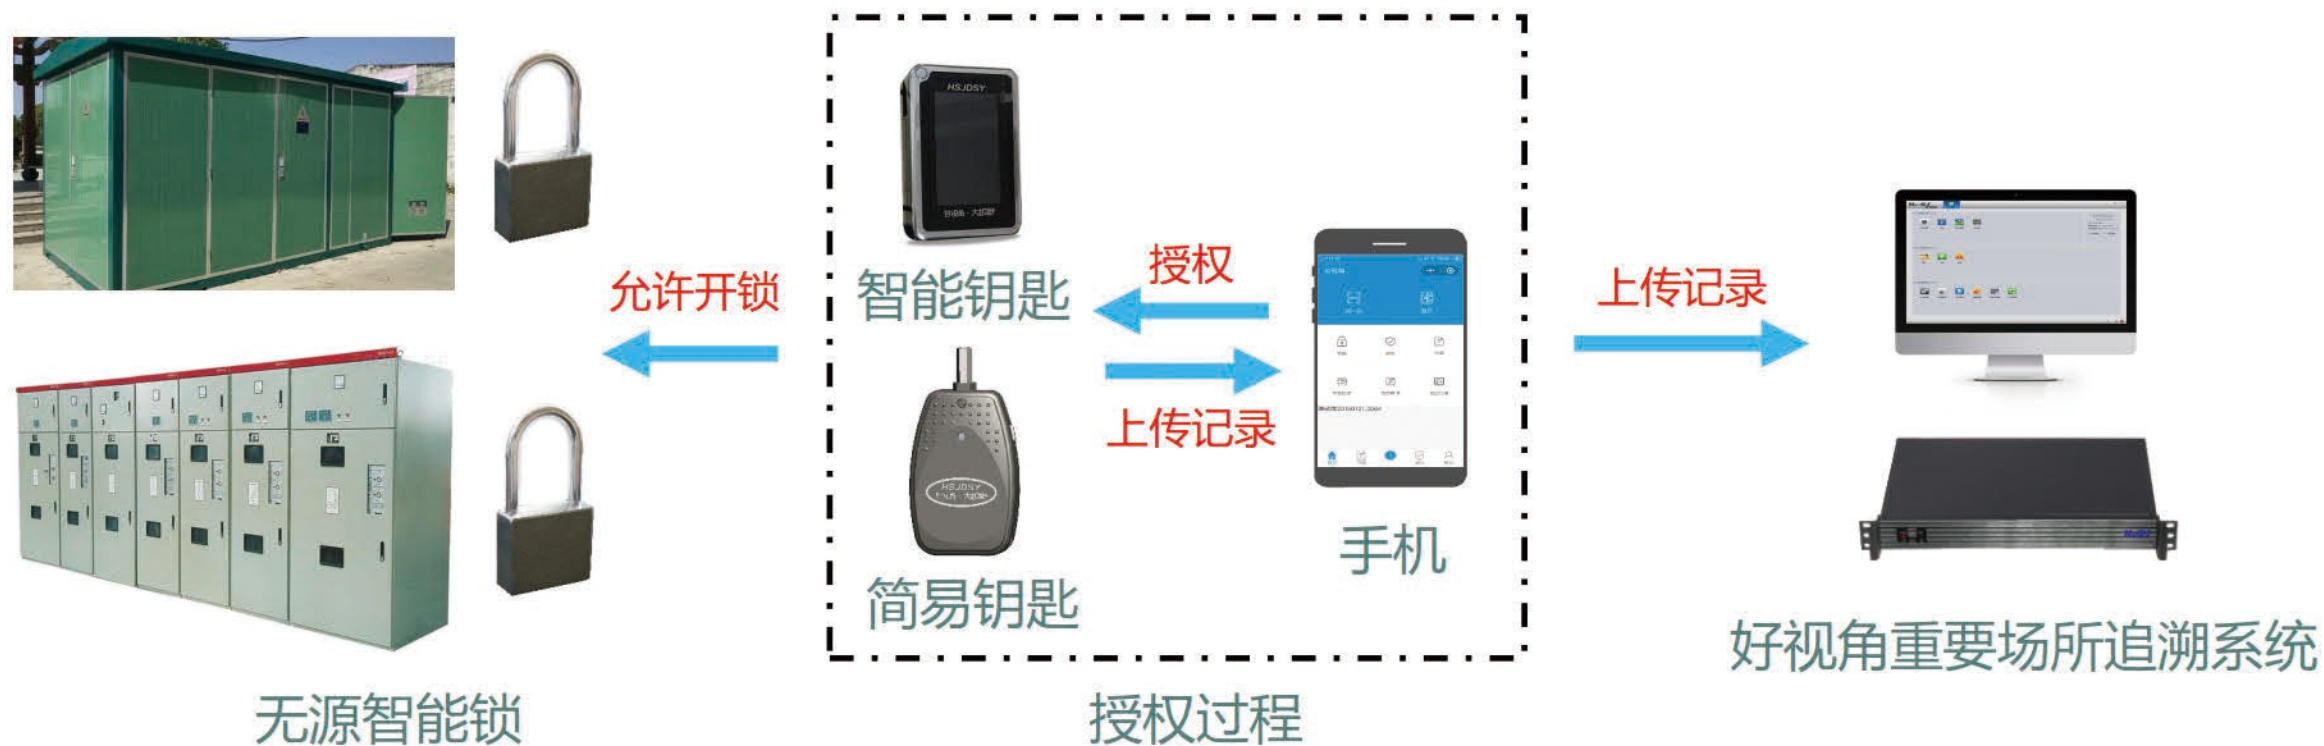 允许开锁
无源智能锁
HSJDSY
智能钥匙
HSJDSY
简易钥匙
授权
上传记录
手机
授权过程
上传记录
好视角重要场所追溯系统